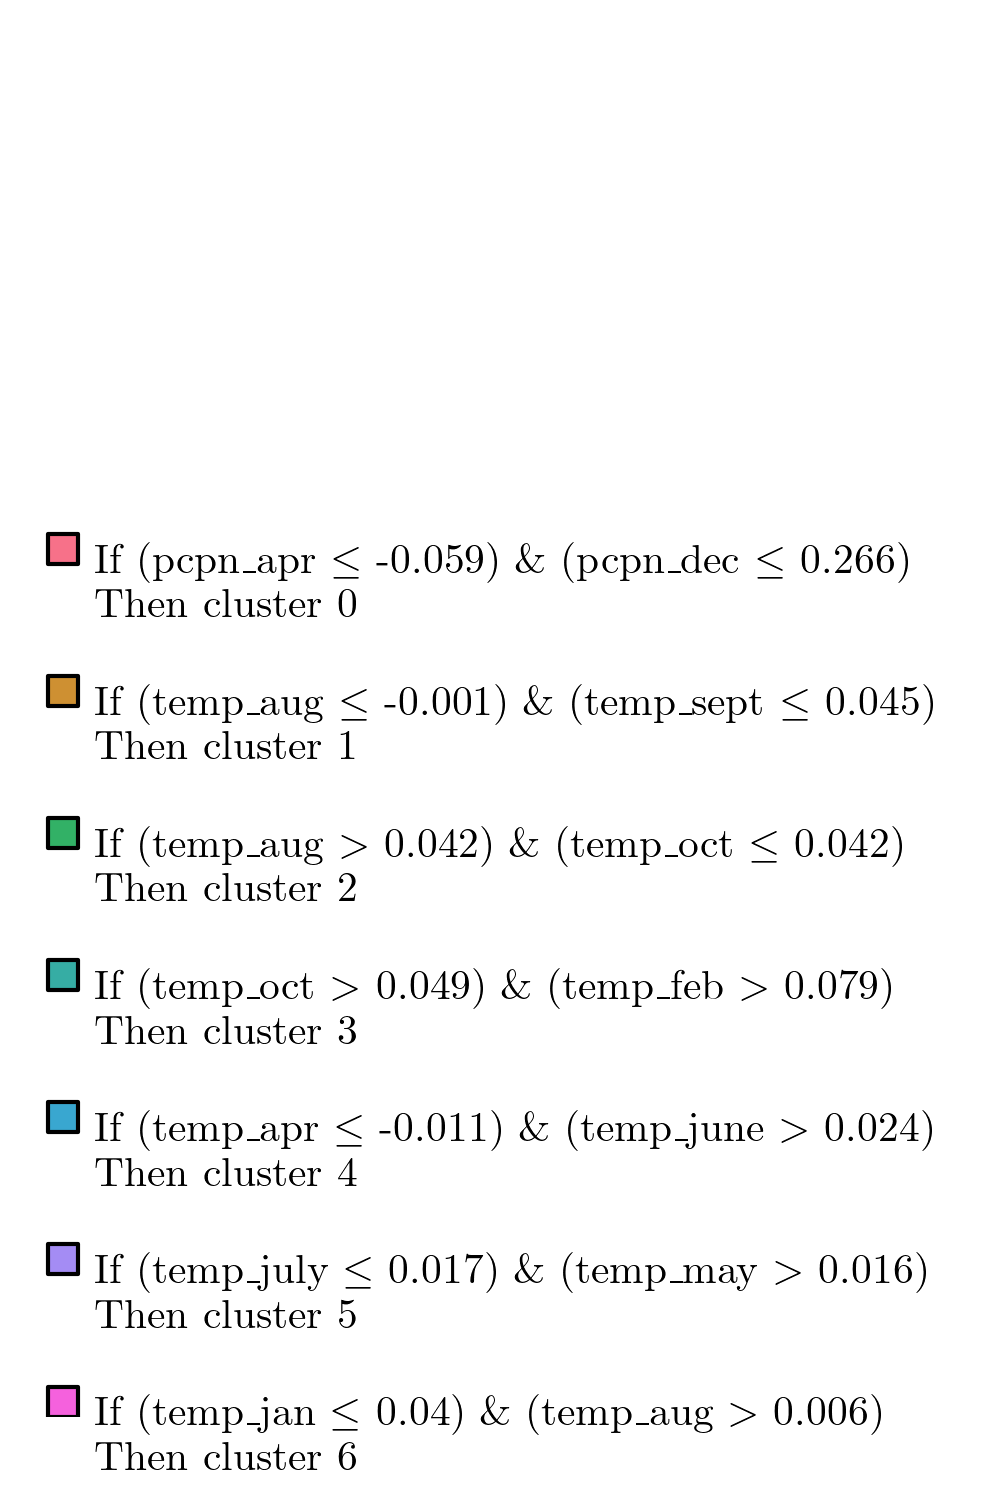 If (pcpn_apr ≤ -0.059) & (pcpn_dec ≤ 0.266)
Then cluster 0
If (temp_aug ≤ -0.001) & (temp_sept ≤ 0.045)
Then cluster 1
If (temp_aug > 0.042) & (temp_oct ≤ 0.042)
Then cluster 2
If (temp_oct > 0.049) & (temp_feb > 0.079)
Then cluster 3
If (temp_apr ≤ -0.011) & (temp_june > 0.024)
Then cluster 4
If (temp_july ≤ 0.017) & (temp_may > 0.016)
Then cluster 5
If (temp_jan ≤ 0.04) & (temp_aug > 0.006)
Then cluster 6